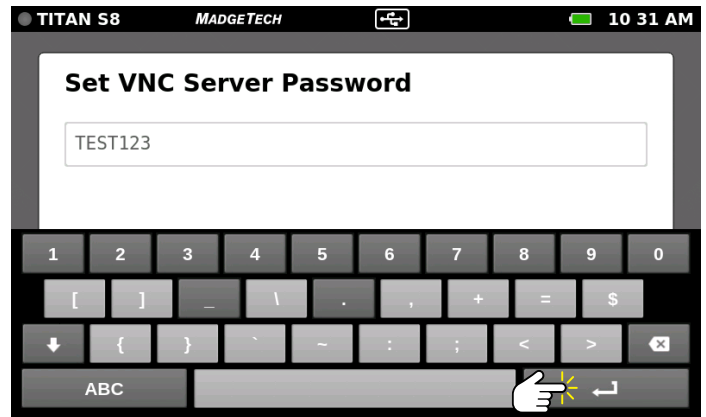 TITAN S8 MADGETECH 10 31 AM
Set VNC Server Password
TEST123
1 2 3 4 5 6 7 8 9 0
[ ] _ \ . , + = $
{ } ` ~ : ; < >
ABC